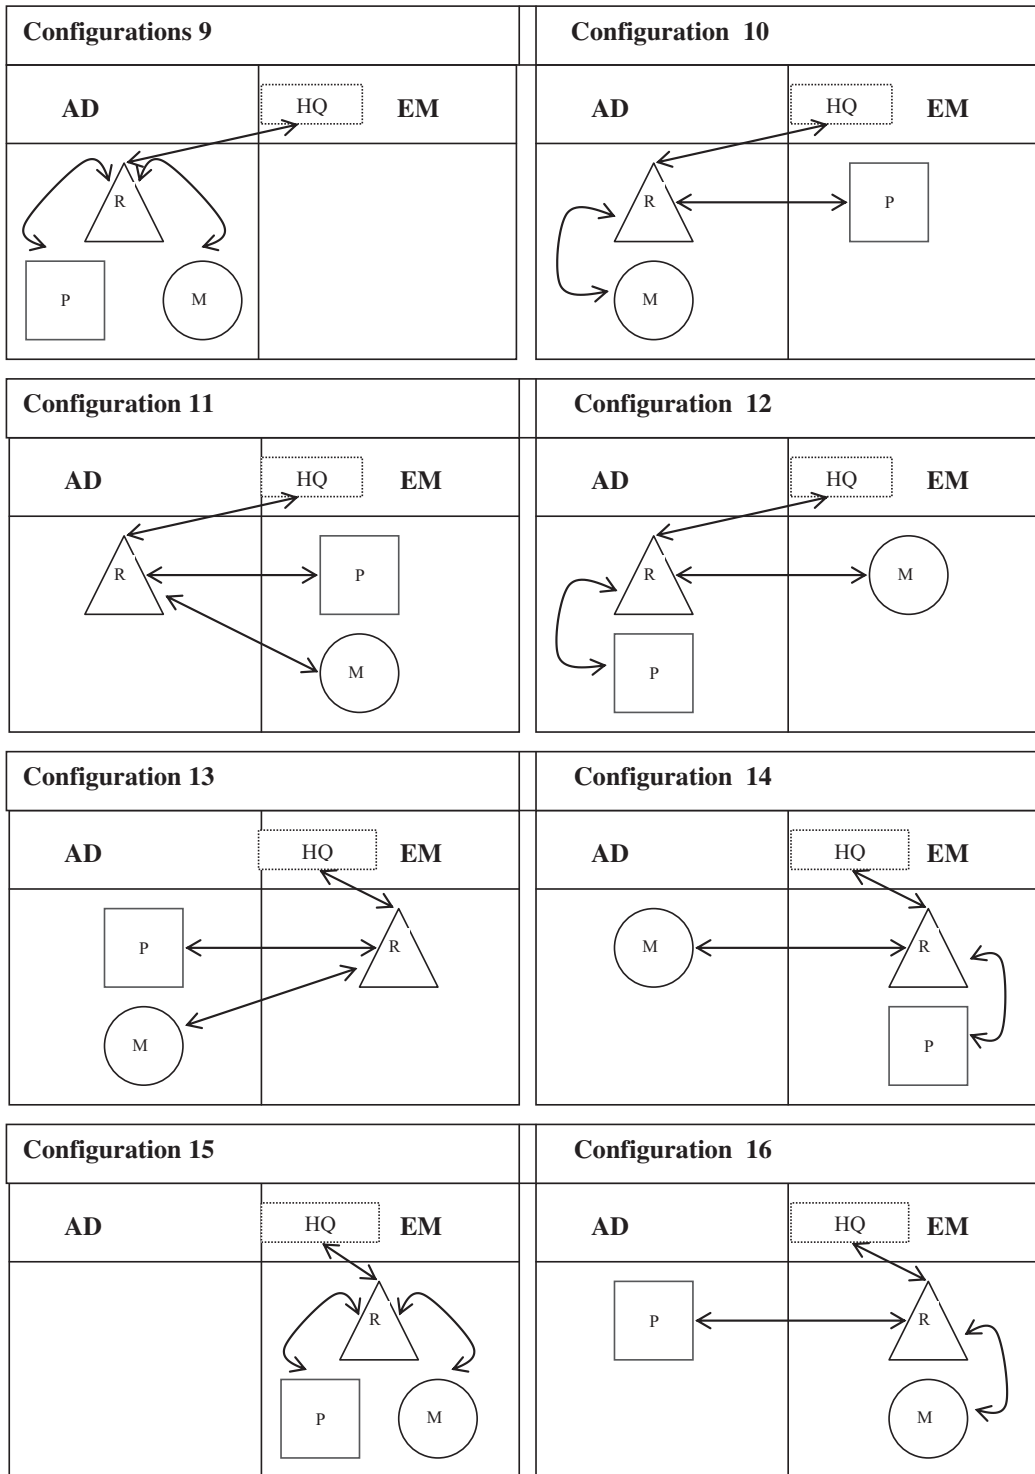 Configurations 9
Configuration 10
AD HQ EM
AD HQ EM
R
P M
R P
M
Configuration 11
Configuration 12
AD HQ EM
AD HQ EM
R P
M
R M
P
Configuration 13
Configuration 14
AD HQ EM
AD HQ EM
P R
M
M R
P
Configuration 15
Configuration 16
AD HQ EM
AD HQ EM
R
P M
P R
M